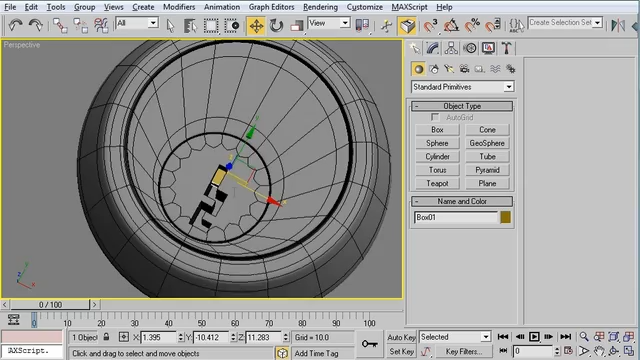 File Edit Tools Group Views Create Modifiers Animation Graph Editors Rendering Customize MAXScript Help
All View Create Selection Set
Perspective
Standard Primitives
- Object Type
AutoGrid
Box Cone
Sphere GeoSphere
Cylinder Tube
Torus Pyramid
Teapot Plane
- Name and Color
Box01
0 / 100
0 10 20 30 40 50 60 70 80 90 100
1 Object X: 1.395 Y: -10.412 Z: 11.283 Grid = 10.0 Auto Key Selected
AXScript. Click and drag to select and move objects Add Time Tag Set Key Key Filters... 0